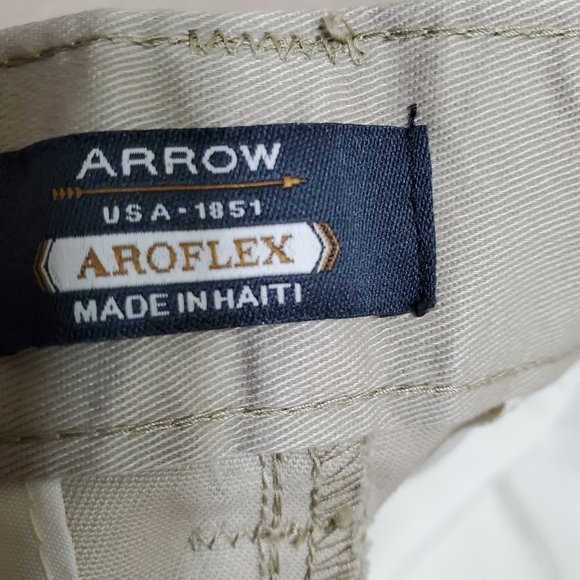 ARROW
USA-1851
AROFLEX
MADE IN HAITI